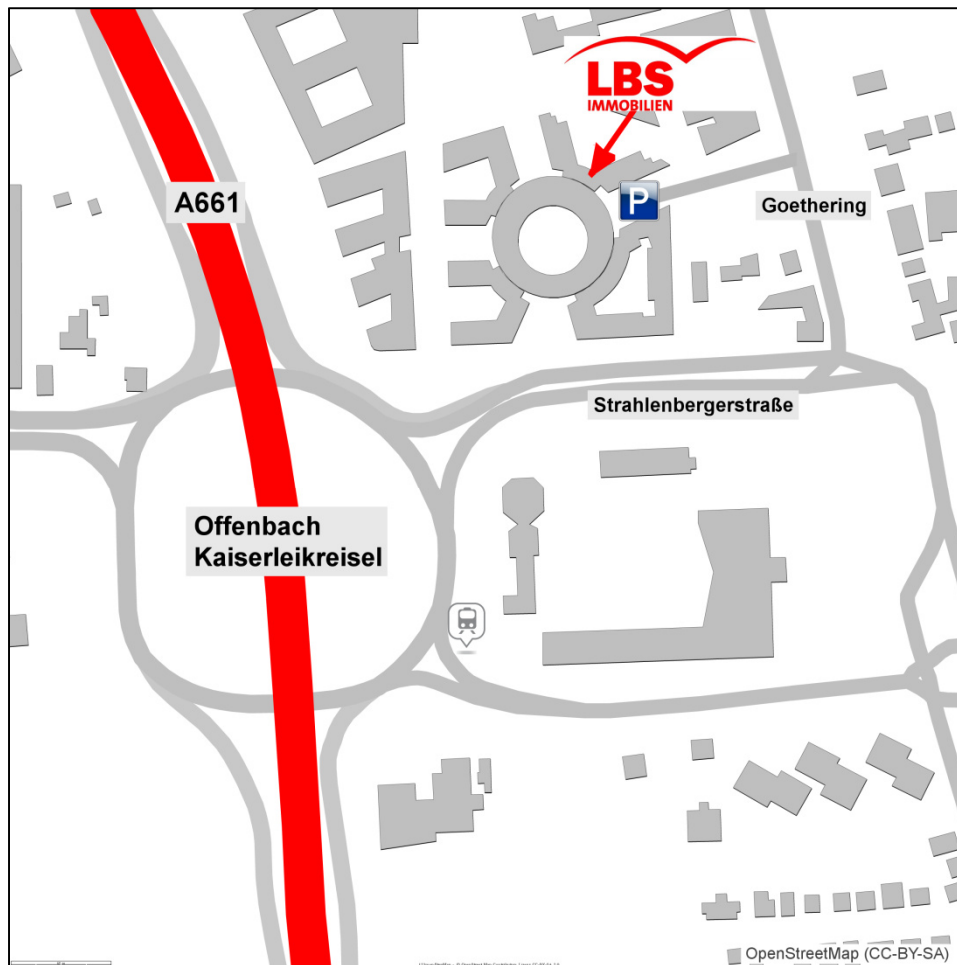 LBS
IMMOBILIEN
A661
P
Goethering
Strahlenbergerstraße
Offenbach
Kaiserleikreisel
OpenStreetMap (CC-BY-SA)